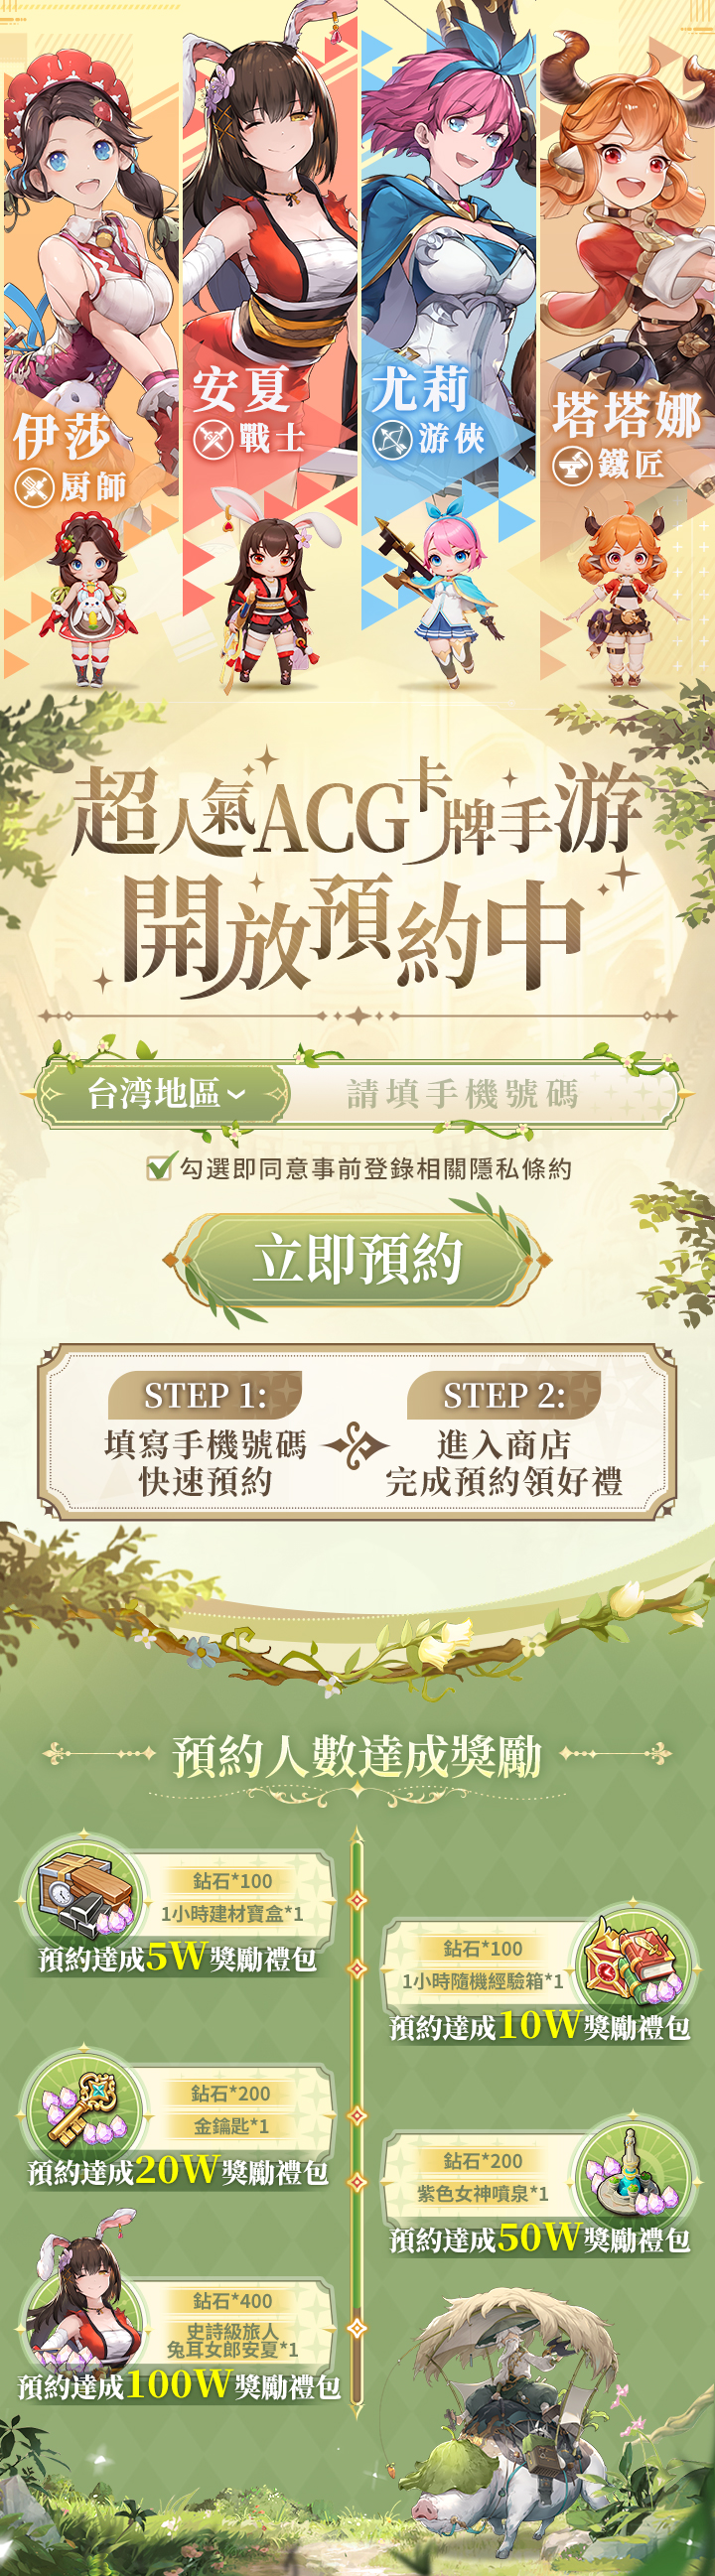 伊莎
厨師
安夏
戰士
尤莉
游俠
塔塔娜
鐵匠
超人氣ACG卡牌手游
開放預約中
台湾地區
請填手機號碼
勾選即同意事前登錄相關隱私條約
立即預約
STEP 1:
填寫手機號碼
快速預約
STEP 2:
進入商店
完成預約領好禮
預約人數達成獎勵
鉆石*100
1小時建材寶盒*1
預約達成5W獎勵禮包
鉆石*100
1小時隨機經驗箱*1
預約達成10W獎勵禮包
鉆石*200
金鑰匙*1
預約達成20W獎勵禮包
鉆石*200
紫色女神噴泉*1
預約達成50W獎勵禮包
鉆石*400
史詩級旅人
兔耳女郎安夏*1
預約達成100W獎勵禮包